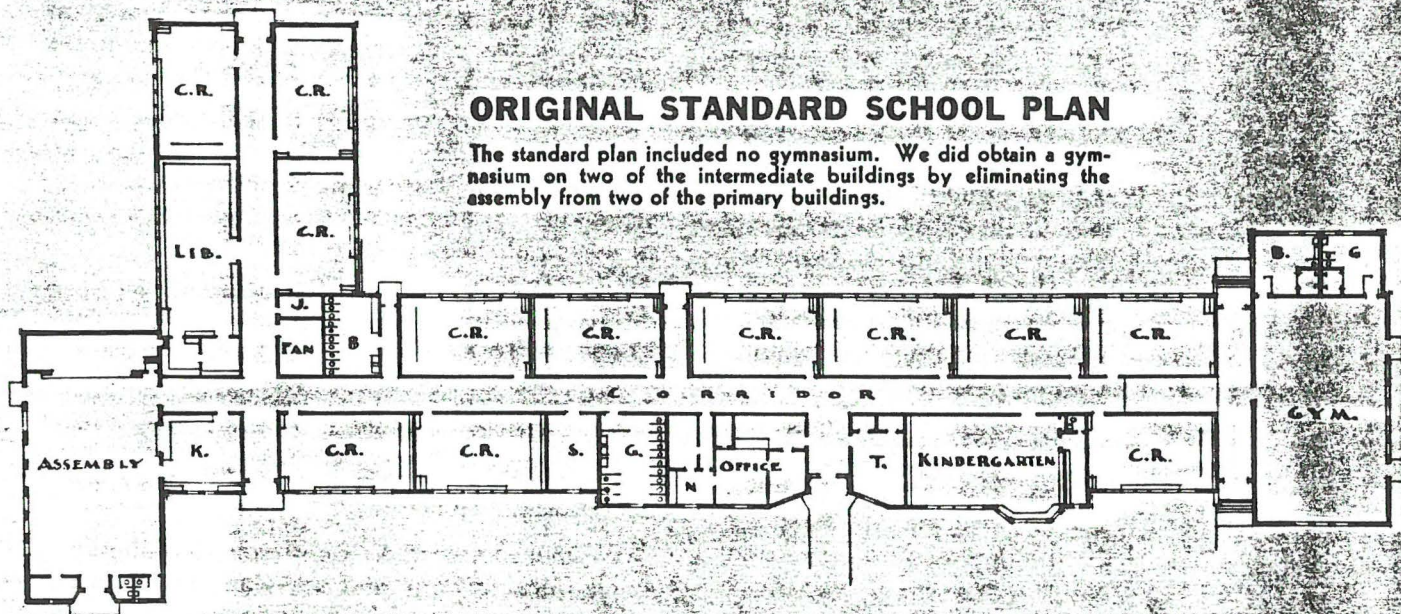 ORIGINAL STANDARD SCHOOL PLAN
The standard plan included no gymnasium. We did obtain a gym-
nasium on two of the intermediate buildings by eliminating the
assembly from two of the primary buildings.
C.R.
C.R.
LIB.
C.R.
J.
FAN
B
C.R.
C.R.
C.R.
C.R.
C.R.
C.R.
B.
G
CORRIDOR
GYM.
ASSEMBLY
K.
C.R.
C.R.
S.
G.
N
OFFICE
T.
KINDERGARTEN
C.R.